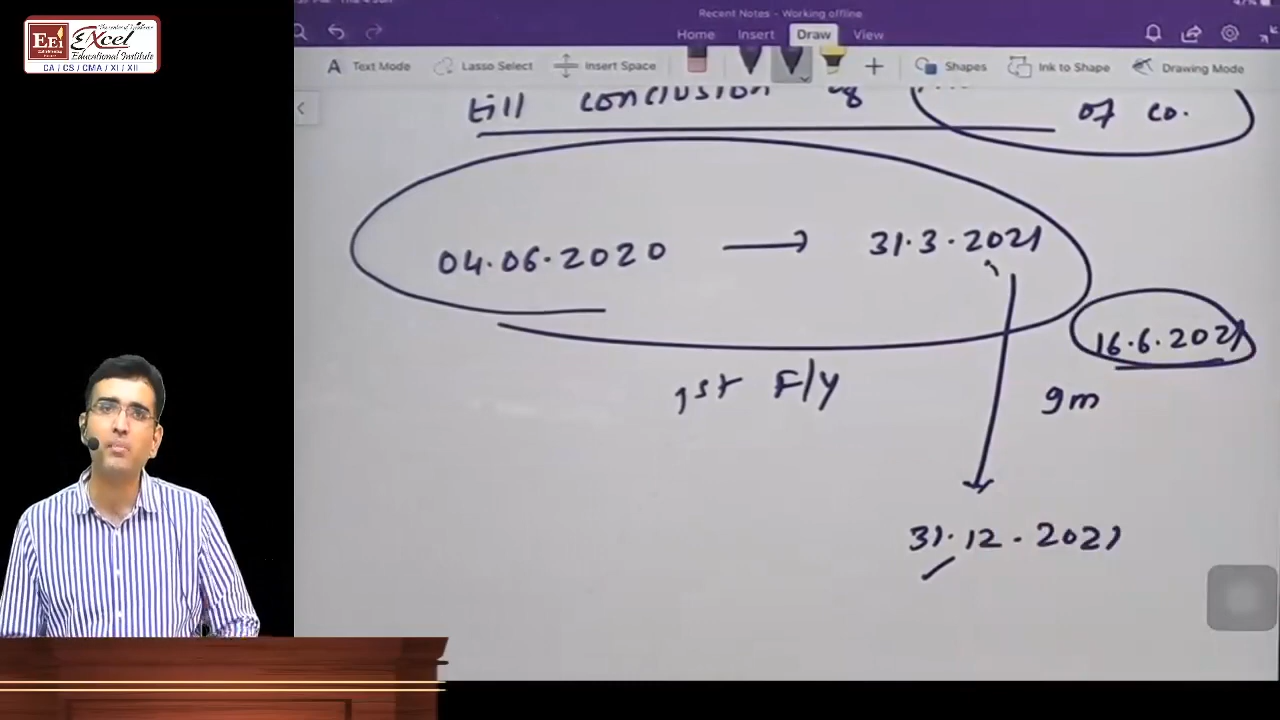 EEi
Excel
Educational Institute
CA / CS / CMA / XI / XII
Recent Notes - Working offline
47%
Home Insert Draw View
Text Mode Lasso Select Insert Space Shapes Ink to Shape Drawing Mode
till conclusion of
of co.
04.06.2020 → 31.3.2021
16.6.2021
1st F/Y
9m
31.12.2021